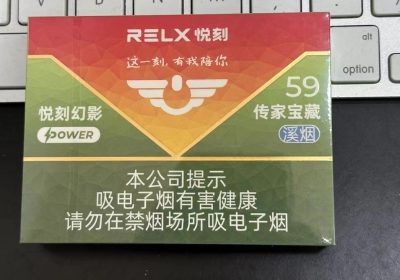 alt
option
RELX 悦刻
这一刻, 有我陪你
悦刻幻影
POWER
59
传家宝藏
溪烟
本公司提示
吸电子烟有害健康
请勿在禁烟场所吸电子烟